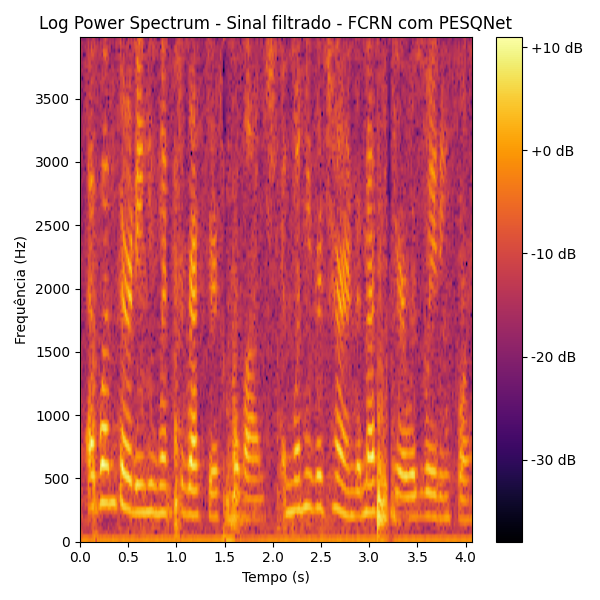 Log Power Spectrum - Sinal filtrado - FCRN com PESQNet
+10 dB
+0 dB
-10 dB
-20 dB
-30 dB
Frequência (Hz)
3500
3000
2500
2000
1500
1000
500
0
0.0 0.5 1.0 1.5 2.0 2.5 3.0 3.5 4.0
Tempo (s)